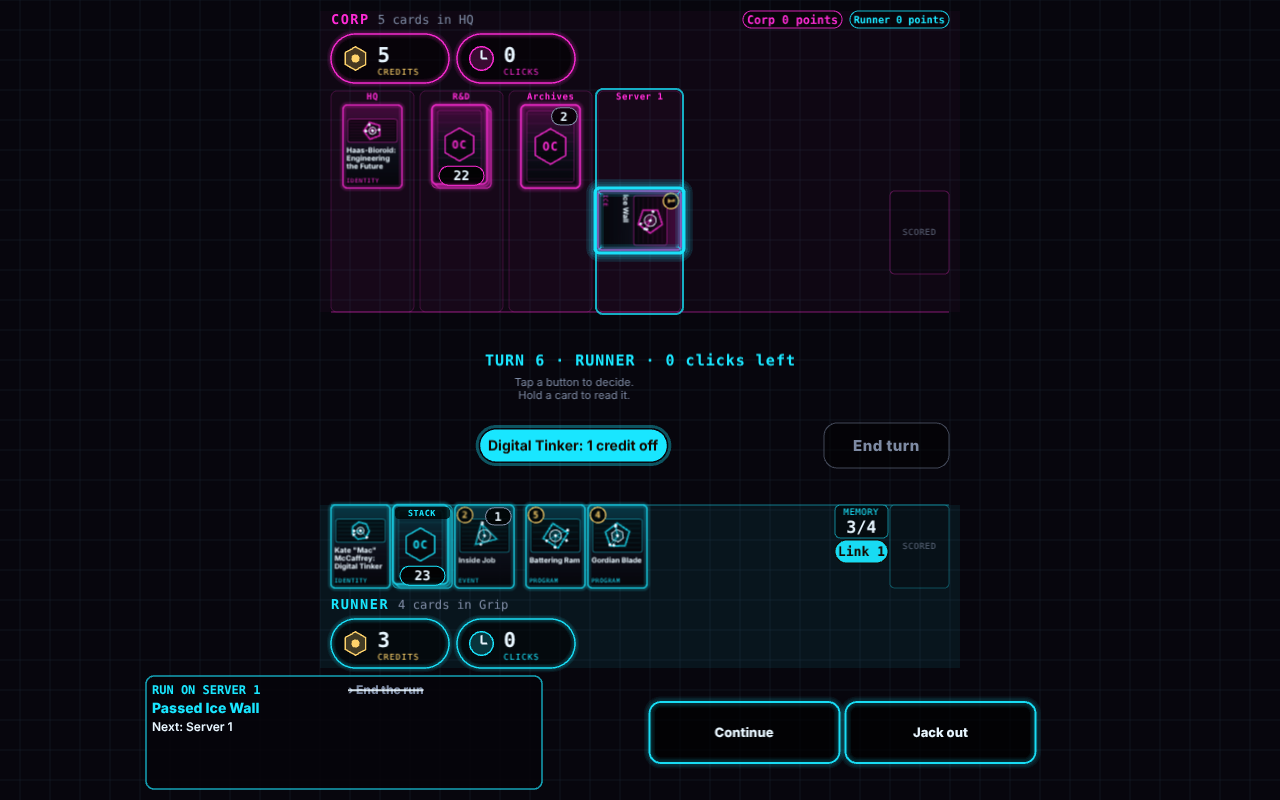 CORP 5 cards in HQ
Corp 0 points
Runner 0 points
5
CREDITS
0
CLICKS
HQ
R&D
Archives
Server 1
Haas-Bioroid:
Engineering
the Future
IDENTITY
OC
22
OC
2
Ice Wall
ICE
1
SCORED
TURN 6 · RUNNER · 0 clicks left
Tap a button to decide.
Hold a card to read it.
Digital Tinker: 1 credit off
End turn
Kate "Mac"
McCaffrey:
Digital Tinker
IDENTITY
STACK
OC
23
2
1
Inside Job
EVENT
5
Battering Ram
PROGRAM
4
Gordian Blade
PROGRAM
MEMORY
3/4
Link 1
SCORED
RUNNER 4 cards in Grip
3
CREDITS
0
CLICKS
RUN ON SERVER 1
Passed Ice Wall
Next: Server 1
→ End the run
Continue
Jack out